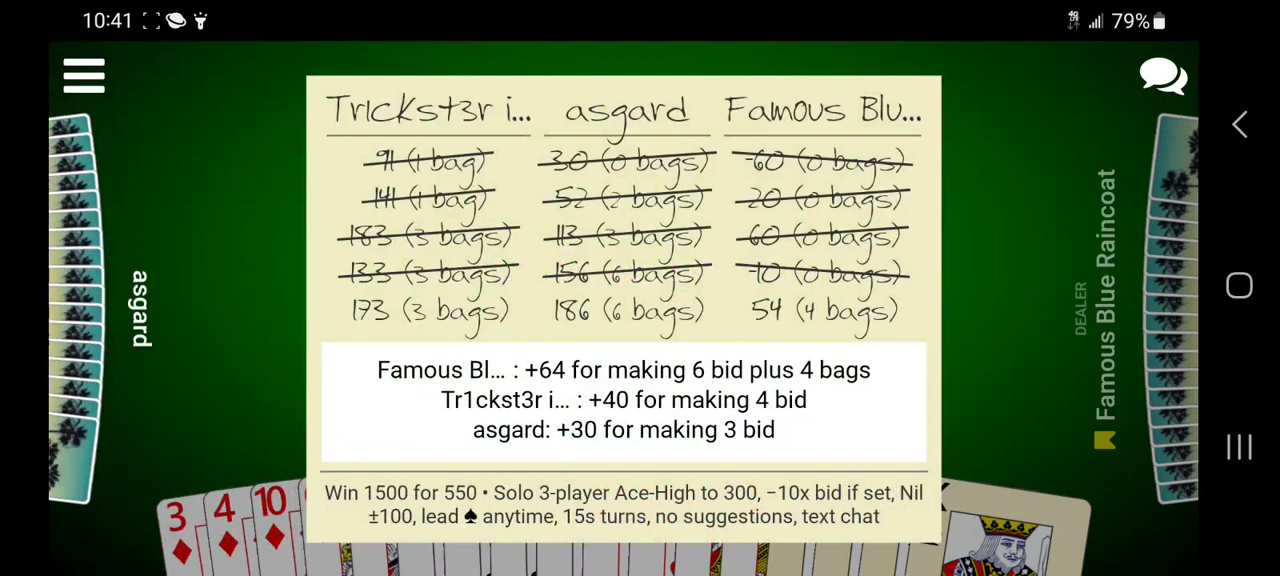 10:41 79%
Tr1ckst3r i... asgard Famous Blu...
91 (1 bag) 30 (0 bags) -60 (0 bags)
141 (1 bag) 52 (2 bags) 20 (0 bags)
183 (3 bags) 113 (3 bags) 60 (0 bags)
133 (3 bags) 156 (6 bags) -10 (0 bags)
173 (3 bags) 186 (6 bags) 54 (4 bags)
Famous Bl... : +64 for making 6 bid plus 4 bags
Tr1ckst3r i... : +40 for making 4 bid
asgard: +30 for making 3 bid
Win 1500 for 550 • Solo 3-player Ace-High to 300, −10x bid if set, Nil
±100, lead ♠ anytime, 15s turns, no suggestions, text chat
asgard
DEALER
Famous Blue Raincoat
3 4 10